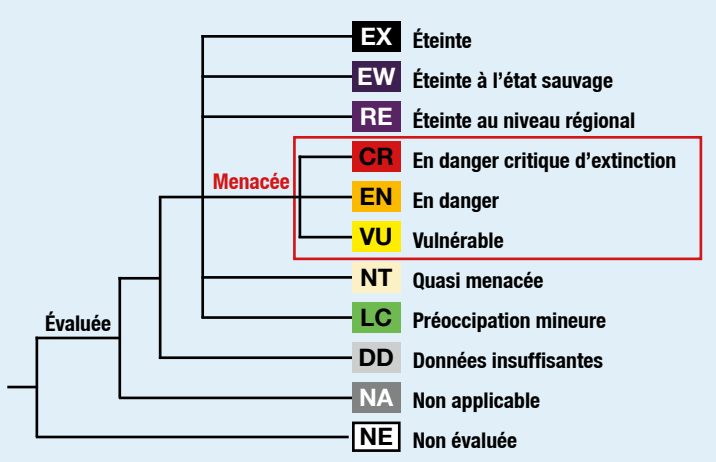 EX Éteinte
EW Éteinte à l'état sauvage
RE Éteinte au niveau régional
CR En danger critique d'extinction
Menacée
EN En danger
VU Vulnérable
NT Quasi menacée
LC Préoccipation mineure
Évaluée
DD Données insuffisantes
NA Non applicable
NE Non évaluée